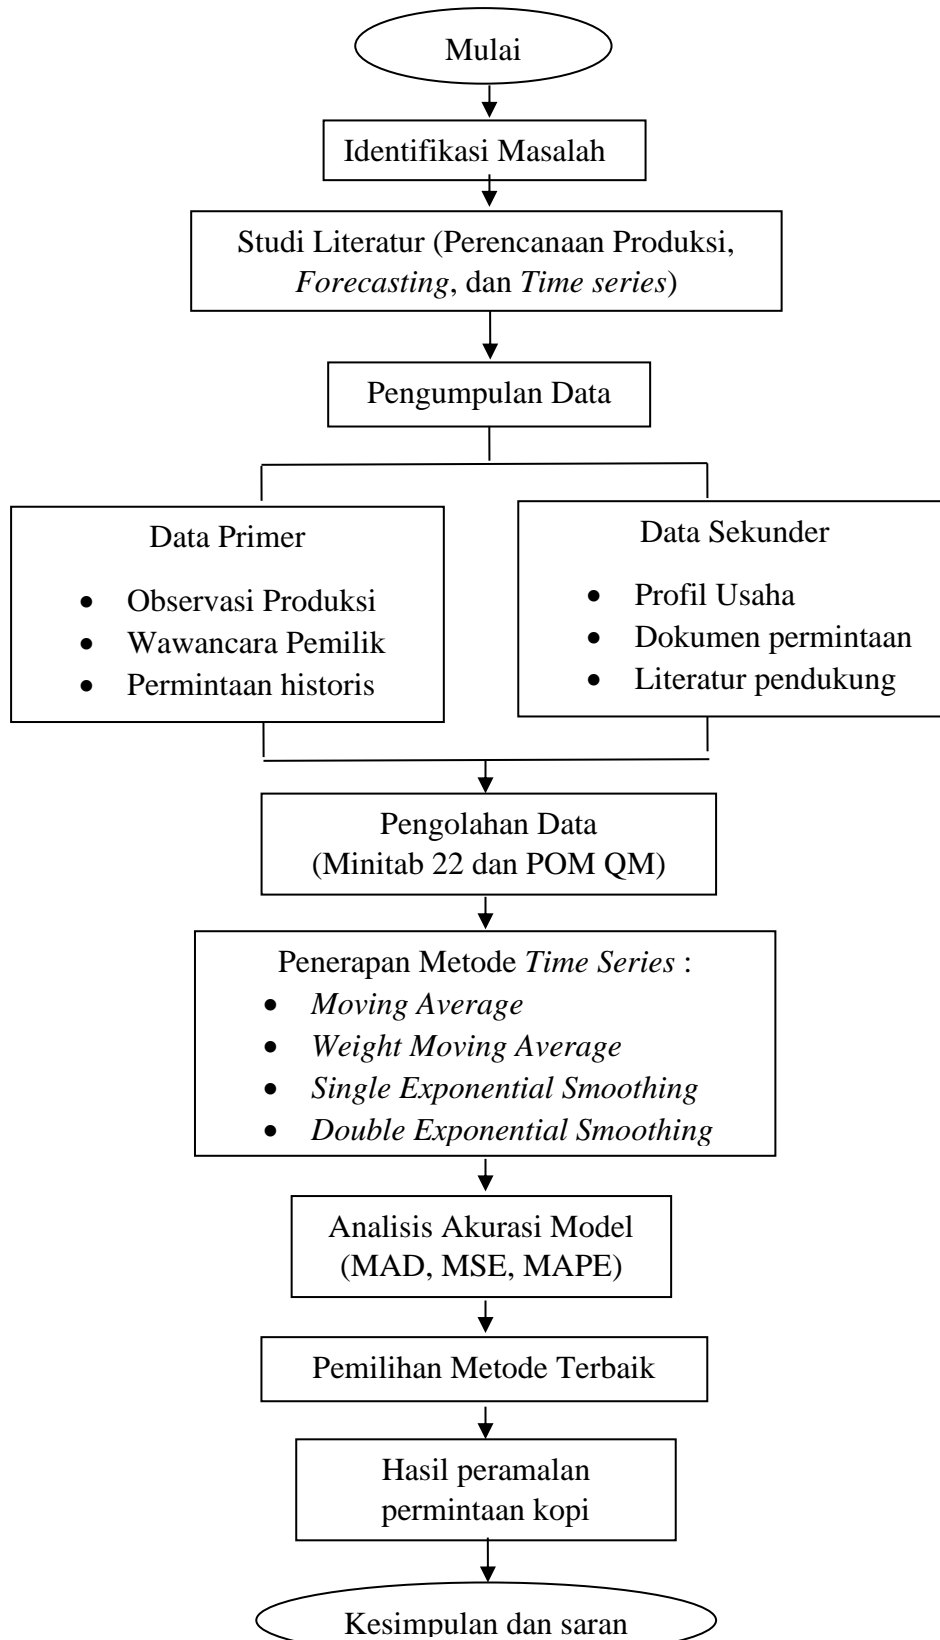 Mulai
Identifikasi Masalah
Studi Literatur (Perencanaan Produksi,
Forecasting, dan Time series)
Pengumpulan Data
Data Primer
• Observasi Produksi
• Wawancara Pemilik
• Permintaan historis
Data Sekunder
• Profil Usaha
• Dokumen permintaan
• Literatur pendukung
Pengolahan Data
(Minitab 22 dan POM QM)
Penerapan Metode Time Series :
• Moving Average
• Weight Moving Average
• Single Exponential Smoothing
• Double Exponential Smoothing
Analisis Akurasi Model
(MAD, MSE, MAPE)
Pemilihan Metode Terbaik
Hasil peramalan
permintaan kopi
Kesimpulan dan saran